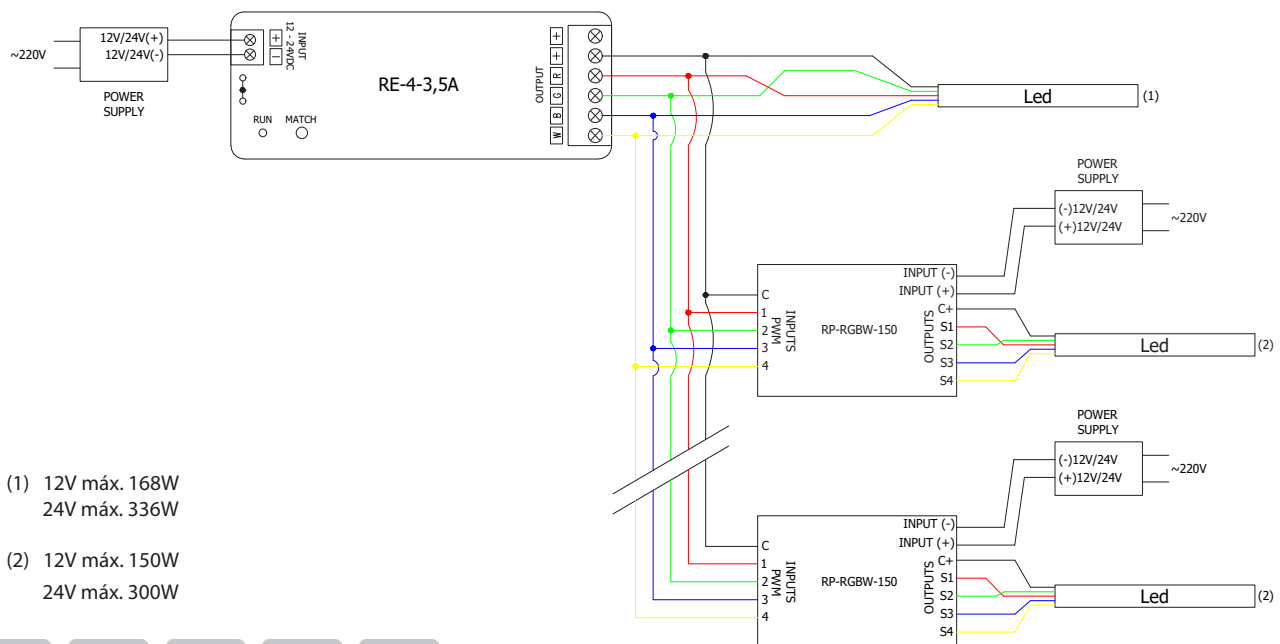 ~220V
12V/24V(+)
12V/24V(-)
POWER
SUPPLY
+
−
INPUT
12 - 24VDC
RUN
MATCH
RE-4-3,5A
OUTPUT
+
+
R
G
B
W
Led
(1)
POWER
SUPPLY
(-)12V/24V
(+)12V/24V
~220V
INPUT (-)
INPUT (+)
C
1
2
3
4
INPUTS
PWM
RP-RGBW-150
OUTPUTS
C+
S1
S2
S3
S4
Led
(2)
POWER
SUPPLY
(-)12V/24V
(+)12V/24V
~220V
INPUT (-)
INPUT (+)
C
1
2
3
4
INPUTS
PWM
RP-RGBW-150
OUTPUTS
C+
S1
S2
S3
S4
Led
(2)
(1) 12V máx. 168W
24V máx. 336W
(2) 12V máx. 150W
24V máx. 300W